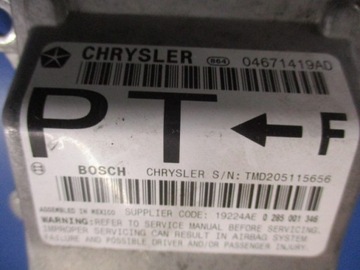 CHRYSLER 864 04671419AD
PT ← F
BOSCH CHRYSLER S/N: TMD205115656
ASSEMBLED IN MEXICO SUPPLIER CODE: 19224AE 0 285 001 346
WARNING: REFER TO SERVICE MANUAL BEFORE SERVICING
IMPROPER SERVICING CAN RESULT IN AIRBAG SYSTEM
FAILURE AND POSSIBLE DRIVER AND/OR PASSENGER INJURY.